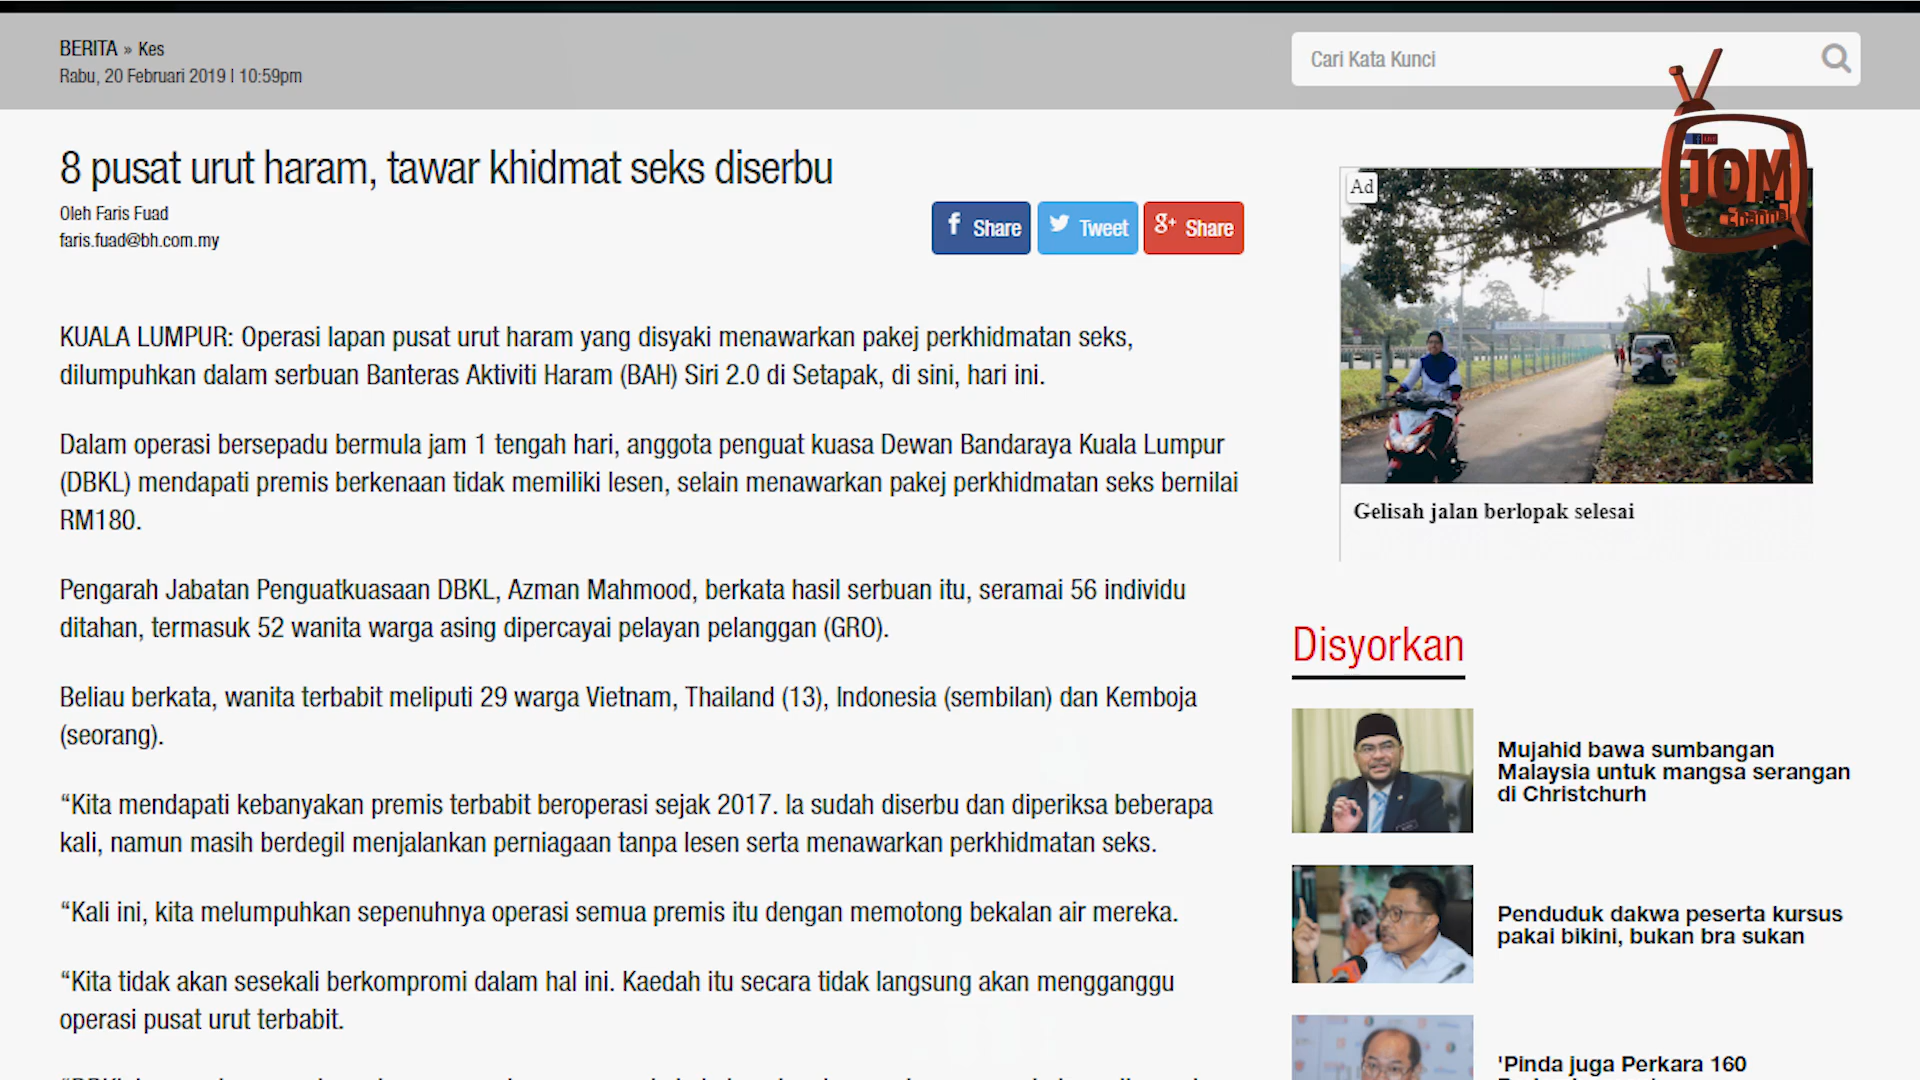 BERITA » Kes
Rabu, 20 Februari 2019 | 10:59pm
Cari Kata Kunci
JOM
Channel
8 pusat urut haram, tawar khidmat seks diserbu
Oleh Faris Fuad
faris.fuad@bh.com.my
f Share
Tweet
g+ Share
KUALA LUMPUR: Operasi lapan pusat urut haram yang disyaki menawarkan pakej perkhidmatan seks,
dilumpuhkan dalam serbuan Banteras Aktiviti Haram (BAH) Siri 2.0 di Setapak, di sini, hari ini.
Dalam operasi bersepadu bermula jam 1 tengah hari, anggota penguat kuasa Dewan Bandaraya Kuala Lumpur
(DBKL) mendapati premis berkenaan tidak memiliki lesen, selain menawarkan pakej perkhidmatan seks bernilai
RM180.
Pengarah Jabatan Penguatkuasaan DBKL, Azman Mahmood, berkata hasil serbuan itu, seramai 56 individu
ditahan, termasuk 52 wanita warga asing dipercayai pelayan pelanggan (GRO).
Beliau berkata, wanita terbabit meliputi 29 warga Vietnam, Thailand (13), Indonesia (sembilan) dan Kemboja
(seorang).
“Kita mendapati kebanyakan premis terbabit beroperasi sejak 2017. Ia sudah diserbu dan diperiksa beberapa
kali, namun masih berdegil menjalankan perniagaan tanpa lesen serta menawarkan perkhidmatan seks.
“Kali ini, kita melumpuhkan sepenuhnya operasi semua premis itu dengan memotong bekalan air mereka.
“Kita tidak akan sesekali berkompromi dalam hal ini. Kaedah itu secara tidak langsung akan mengganggu
operasi pusat urut terbabit.
Ad
Gelisah jalan berlopak selesai
Disyorkan
Mujahid bawa sumbangan
Malaysia untuk mangsa serangan
di Christchurh
Penduduk dakwa peserta kursus
pakai bikini, bukan bra sukan
'Pinda juga Perkara 160